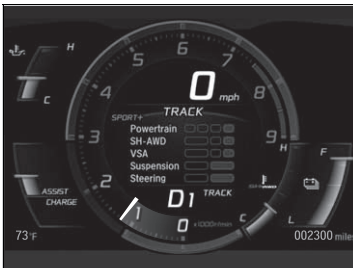 H
C
5
6
7
4
8
0 mph
SPORT+
TRACK
3
9
Powertrain
SH-AWD
VSA
Suspension
Steering
H
F
2
ASSIST
CHARGE
D1
TRACK
1
0
x1000r/min
C
L
73°F
002300 miles